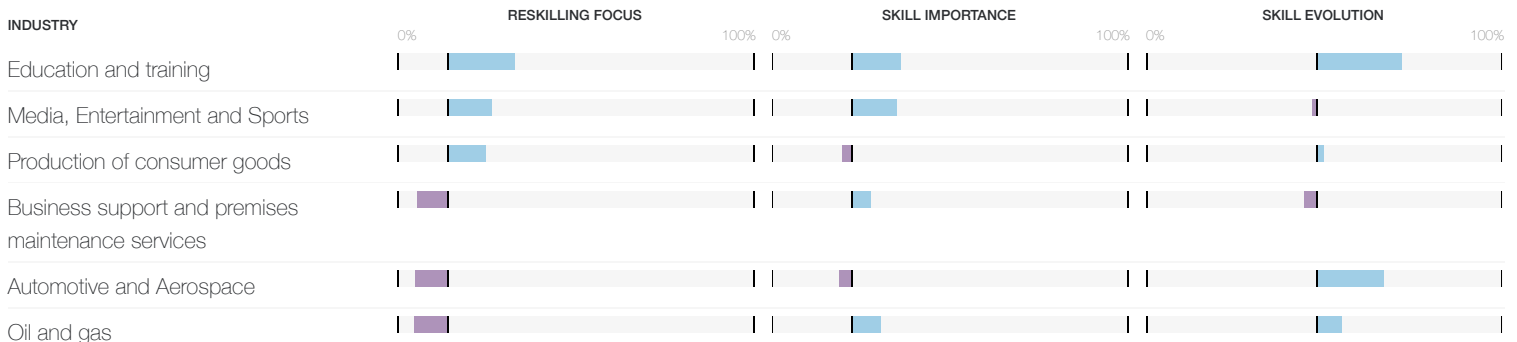 INDUSTRY
RESKILLING FOCUS
SKILL IMPORTANCE
SKILL EVOLUTION
0% 100% 0% 100% 0% 100%
Education and training
Media, Entertainment and Sports
Production of consumer goods
Business support and premises
maintenance services
Automotive and Aerospace
Oil and gas